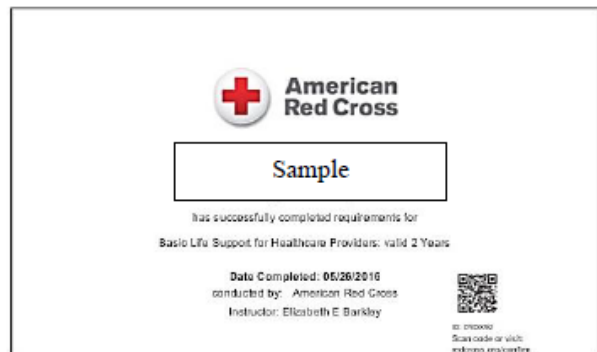 American
Red Cross
Sample
has successfully completed requirements for
Basic Life Support for Healthcare Providers: valid 2 Years
Date Completed: 05/26/2016
conducted by: American Red Cross
Instructor: Elizabeth E Barkley
ID:
Scan code or visit: